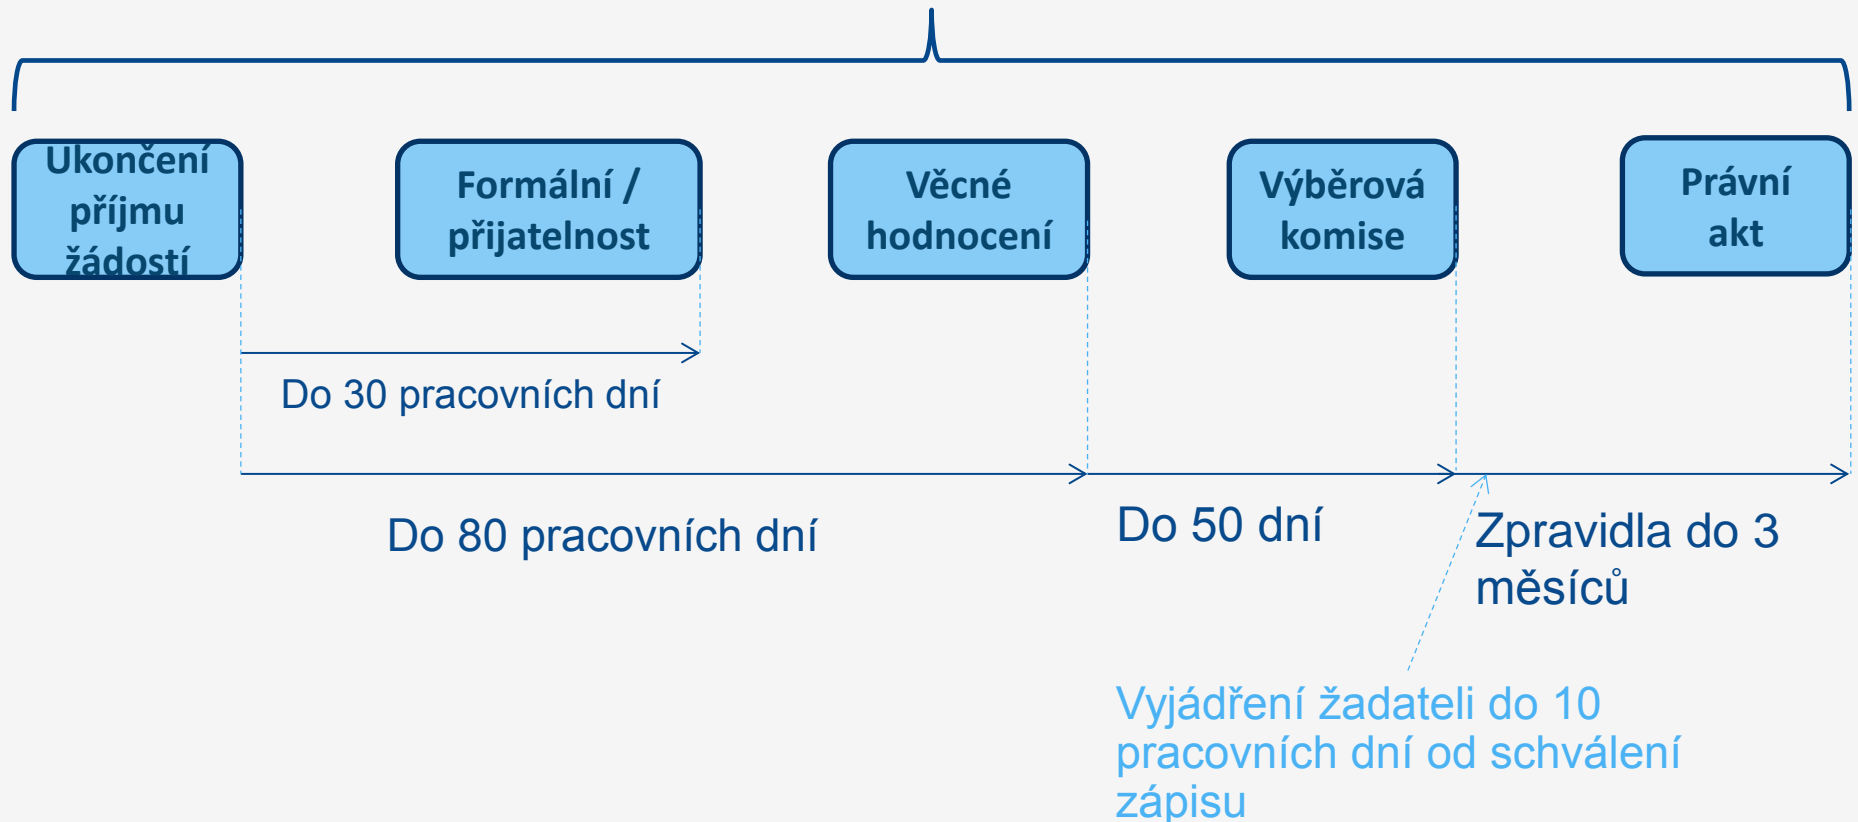 Ukončení
příjmu
žádostí
Formální /
přijatelnost
Věcné
hodnocení
Výběrová
komise
Právní
akt
Do 30 pracovních dní
Do 80 pracovních dní
Do 50 dní
Zpravidla do 3
měsíců
Vyjádření žadateli do 10
pracovních dní od schválení
zápisu